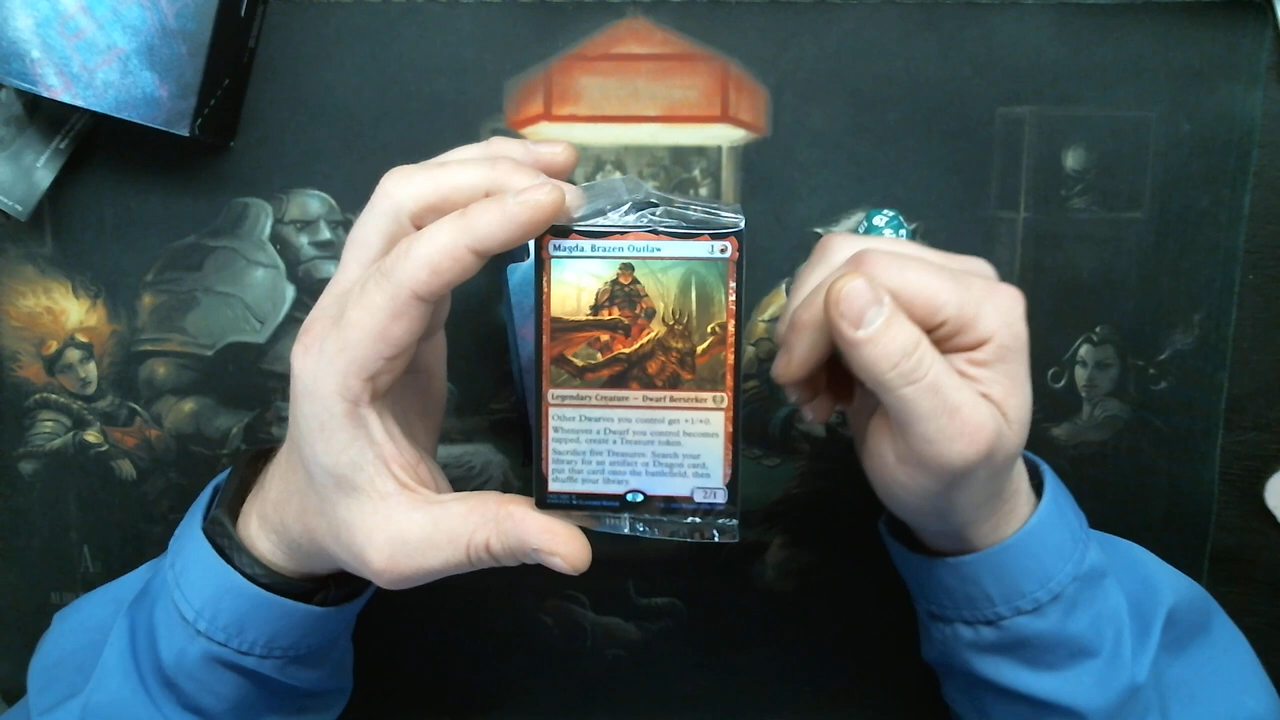 Magda, Brazen Outlaw 1
Legendary Creature — Dwarf Berserker
Other Dwarves you control get +1/+0.
Whenever a Dwarf you control becomes
tapped, create a Treasure token.
Sacrifice five Treasures: Search your
library for an artifact or Dragon card,
put that card onto the battlefield, then
shuffle your library.
2/1